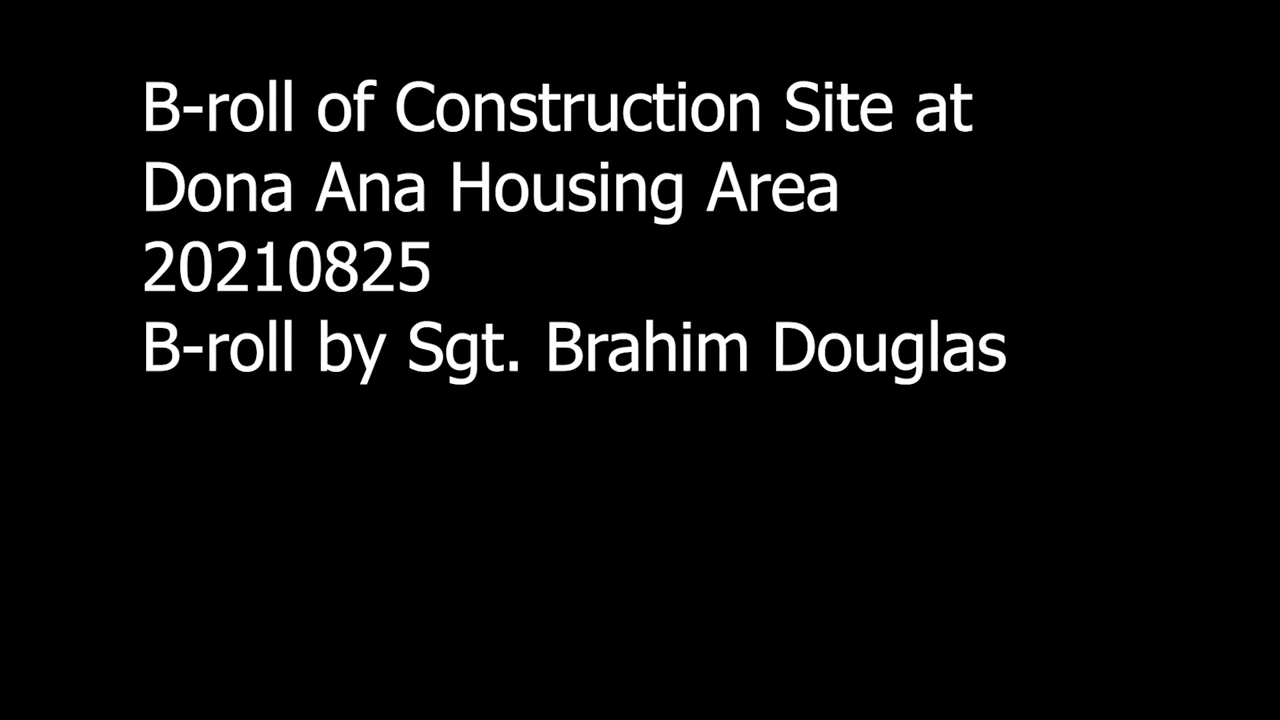 B-roll of Construction Site at
Dona Ana Housing Area
20210825
B-roll by Sgt. Brahim Douglas